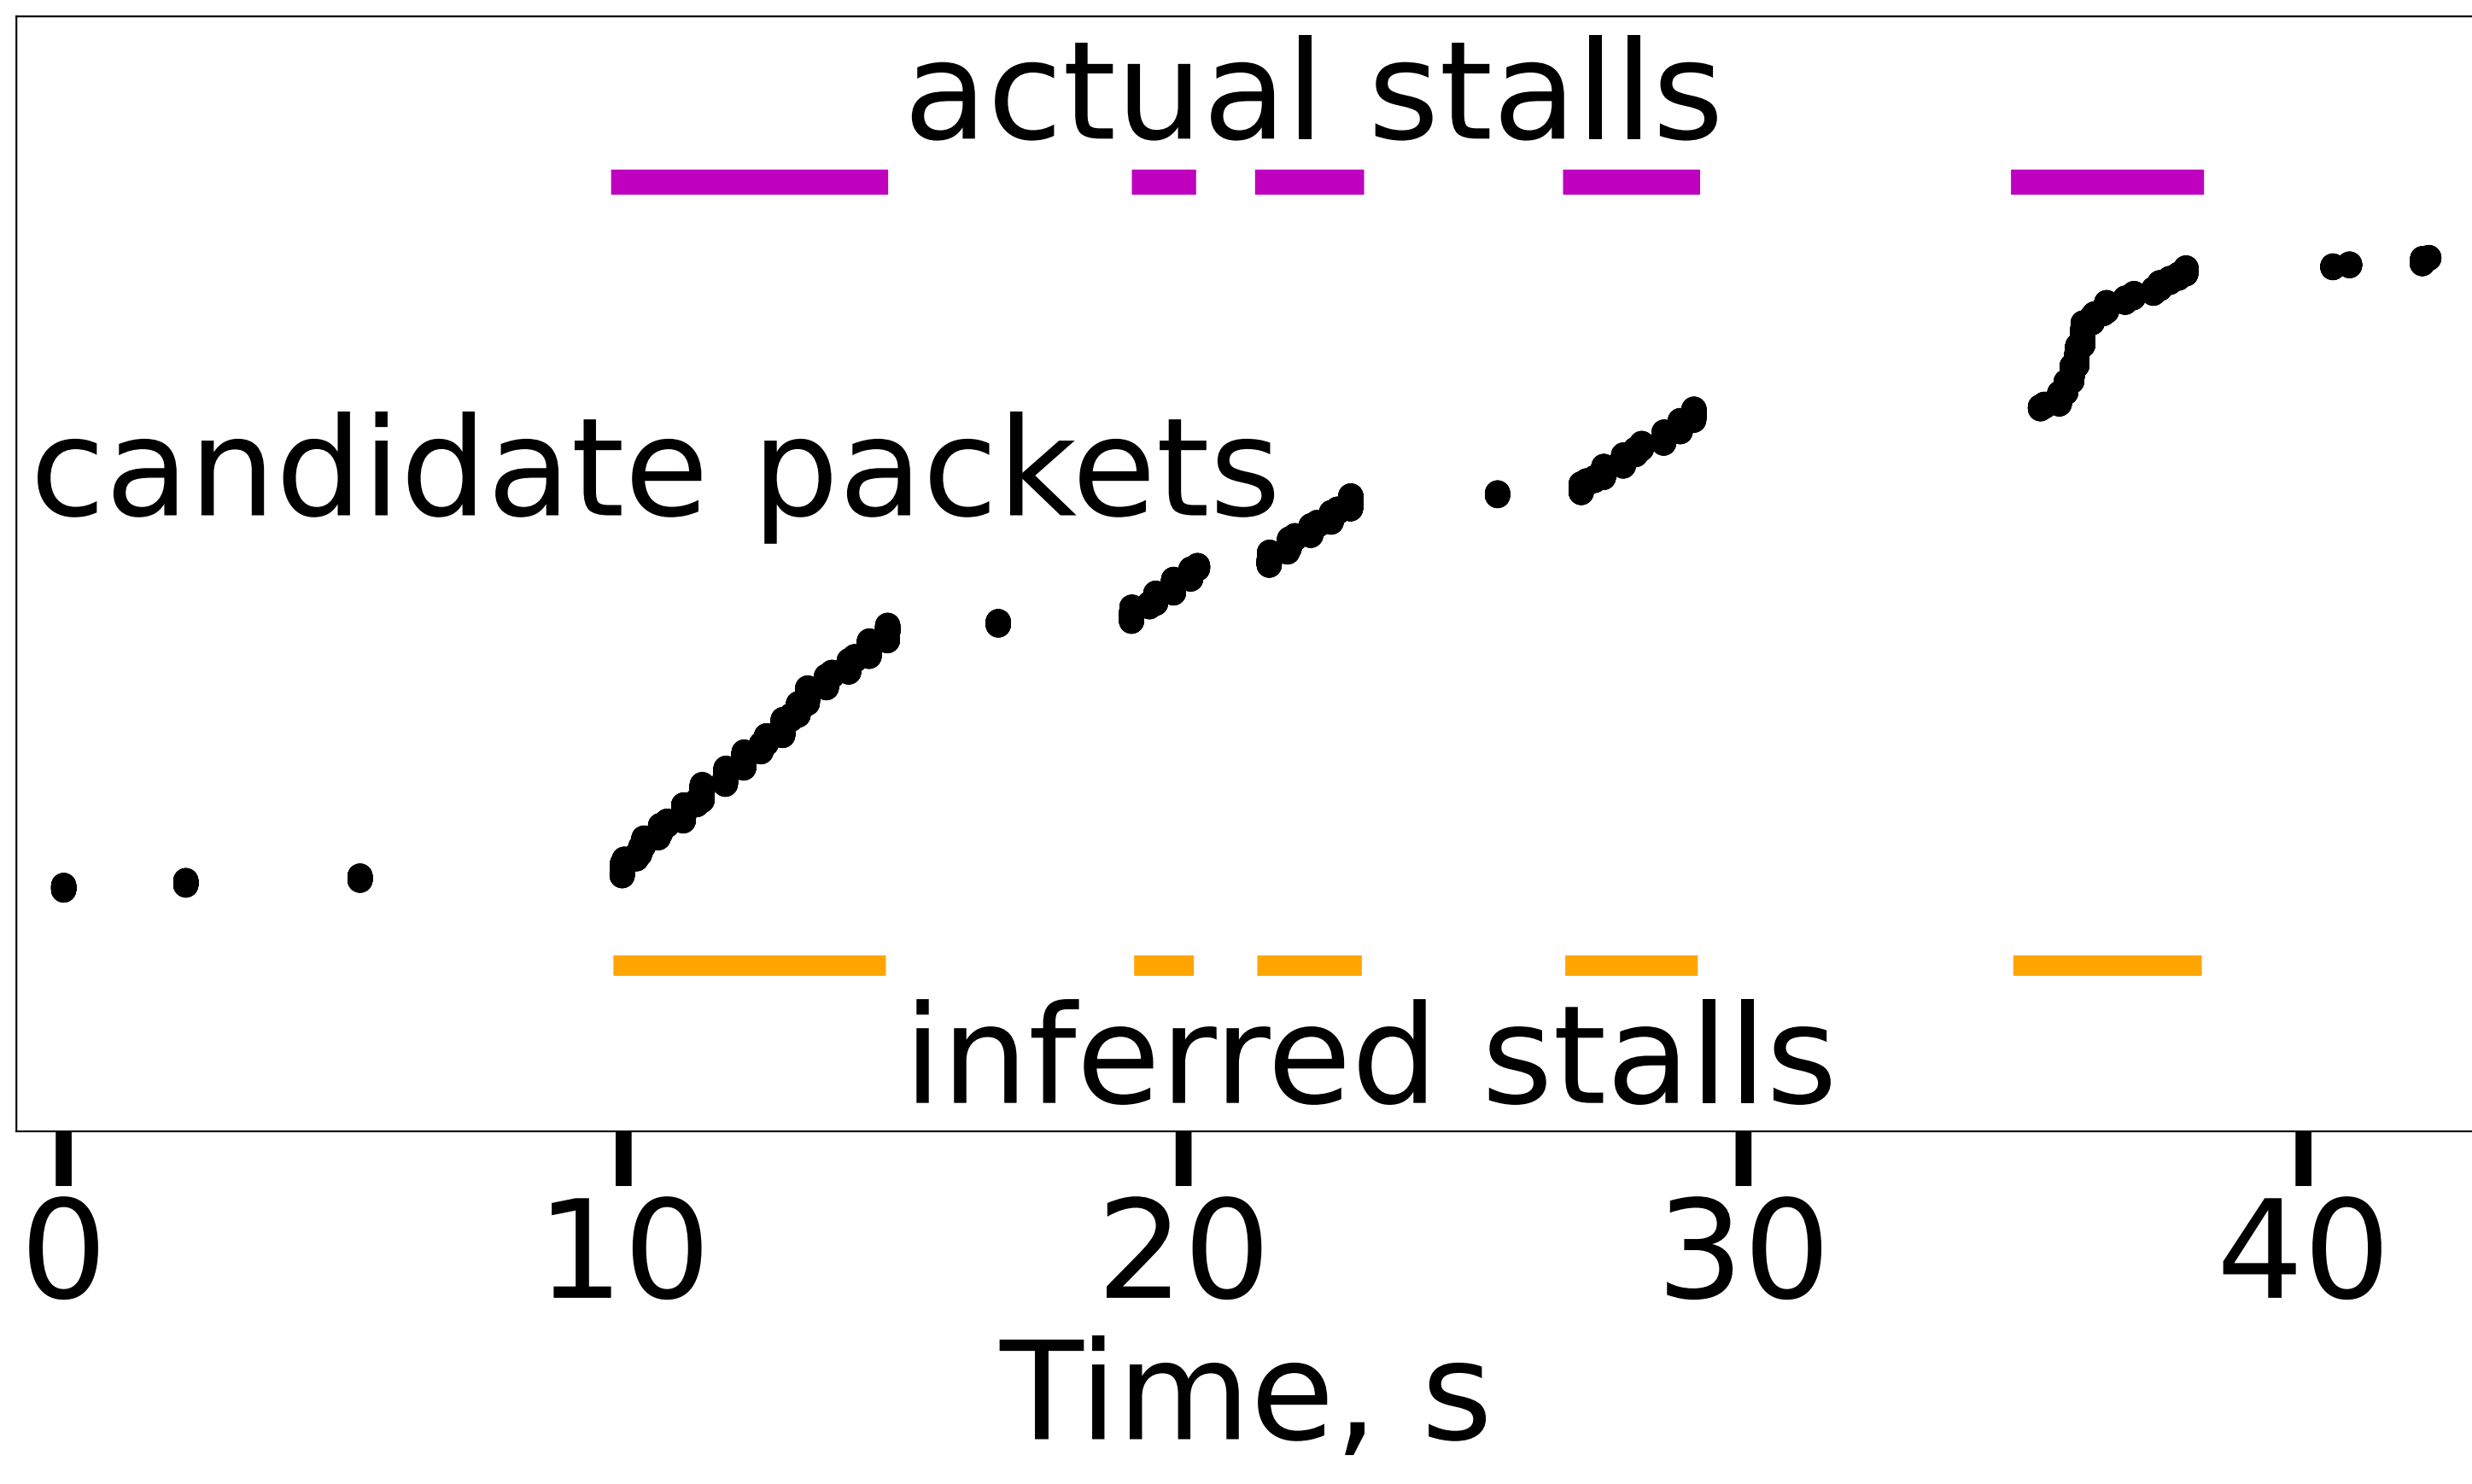 actual stalls
candidate packets
inferred stalls
0 10 20 30 40
Time, s